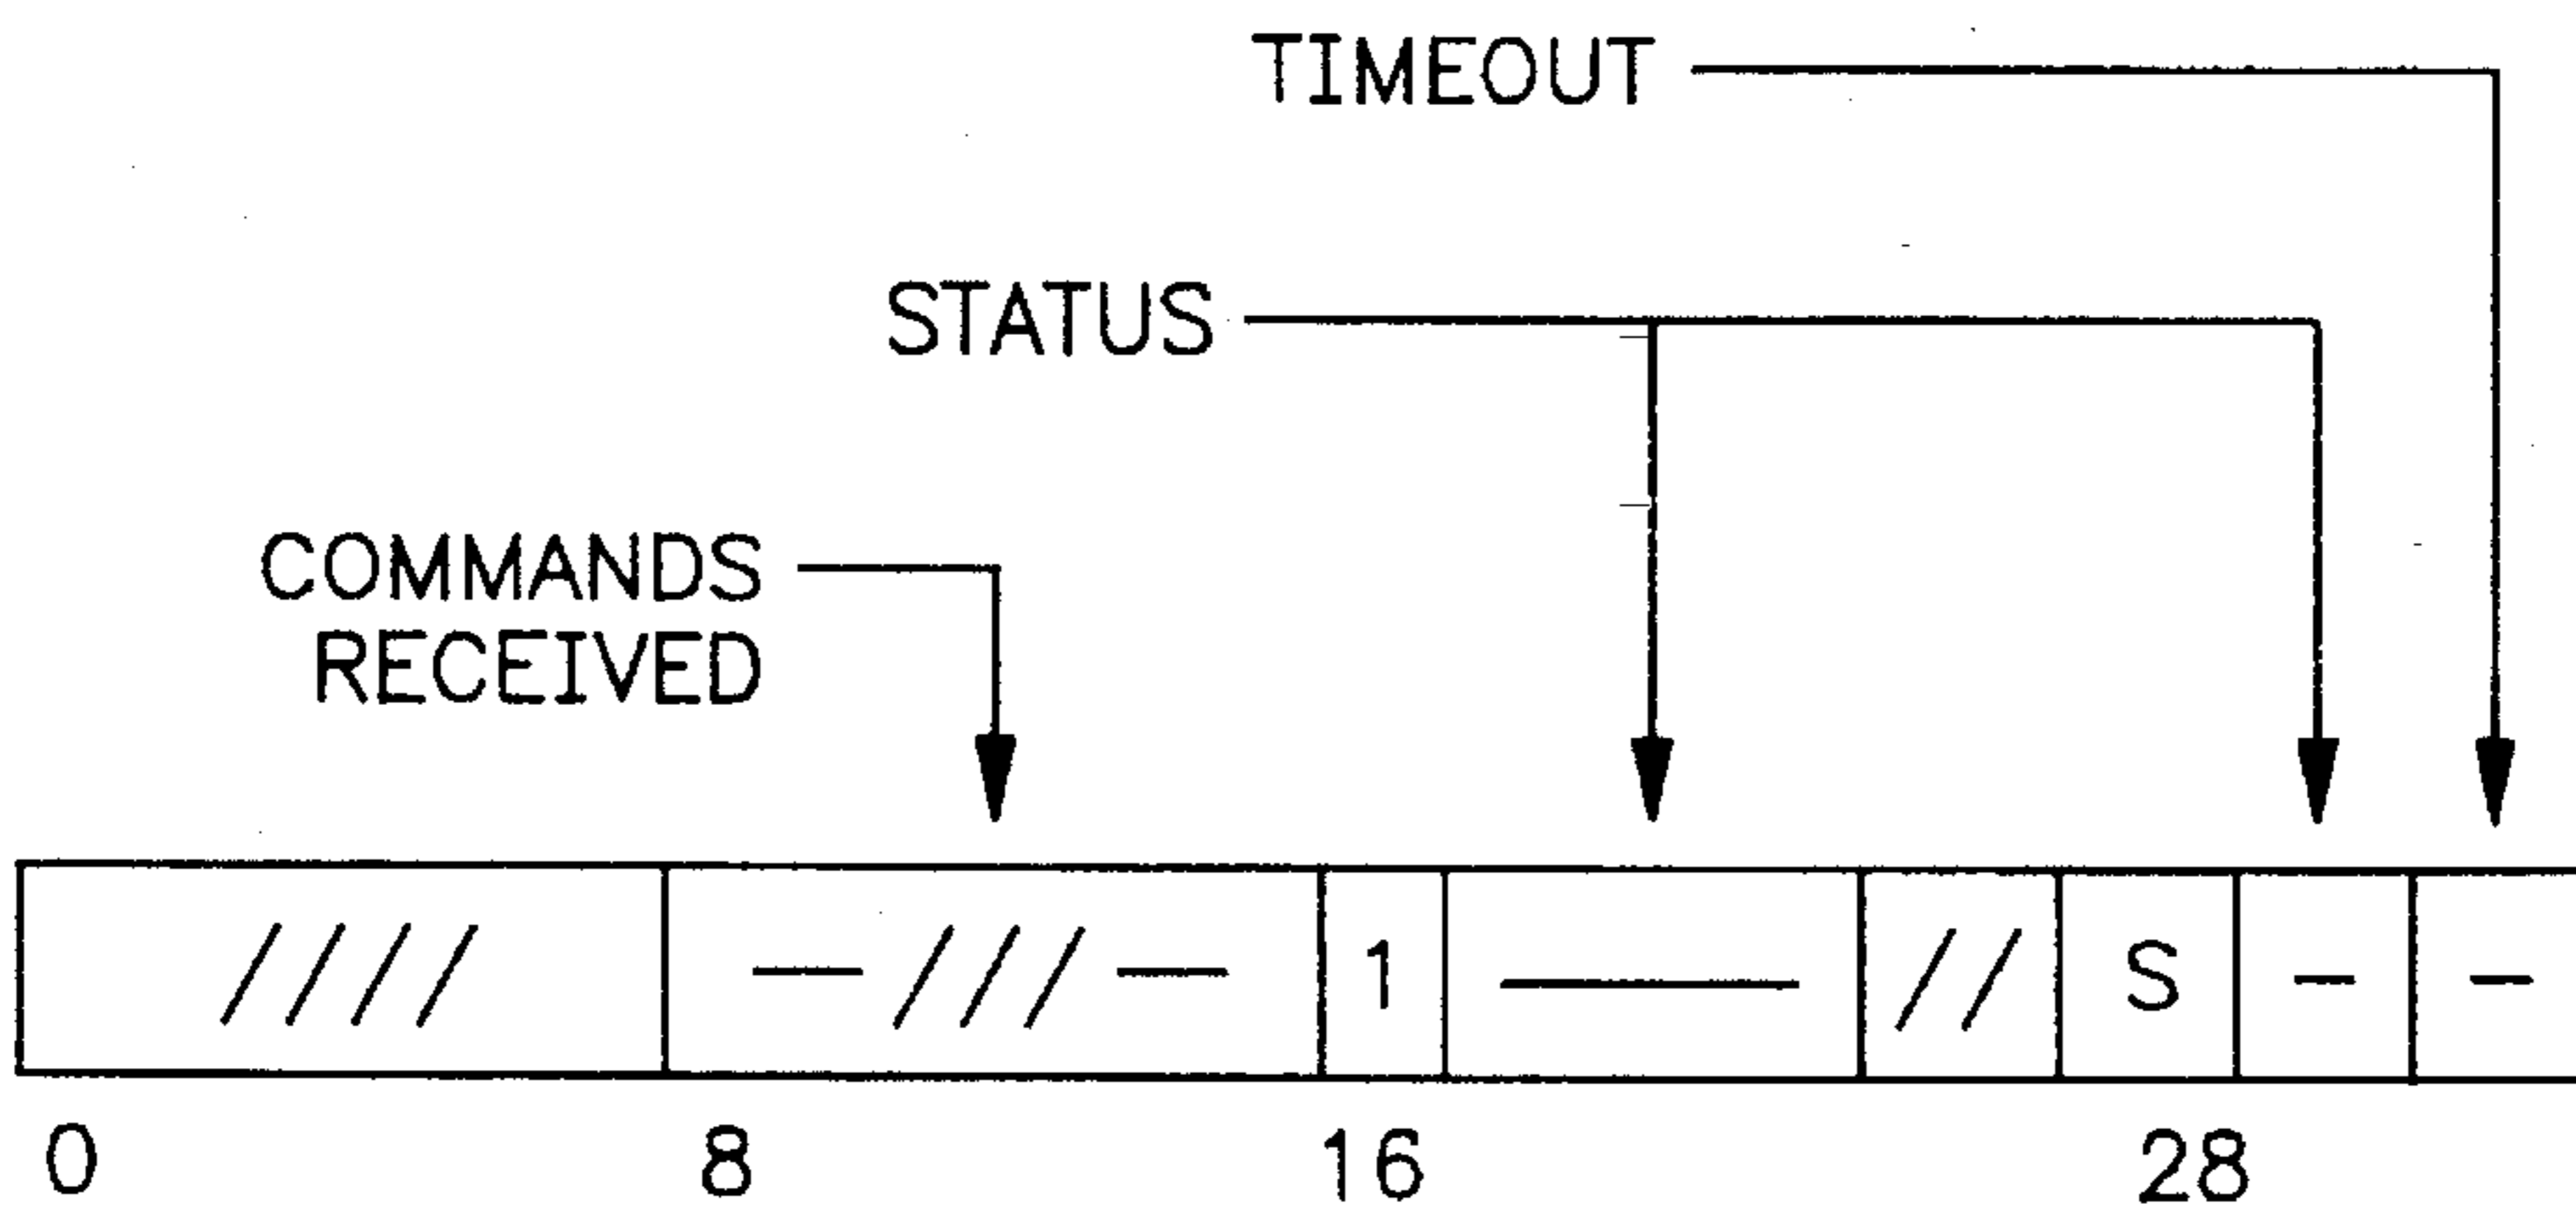 TIMEOUT
STATUS
COMMANDS
RECEIVED
//// — /// — 1 — // S - -
0 8 16 28